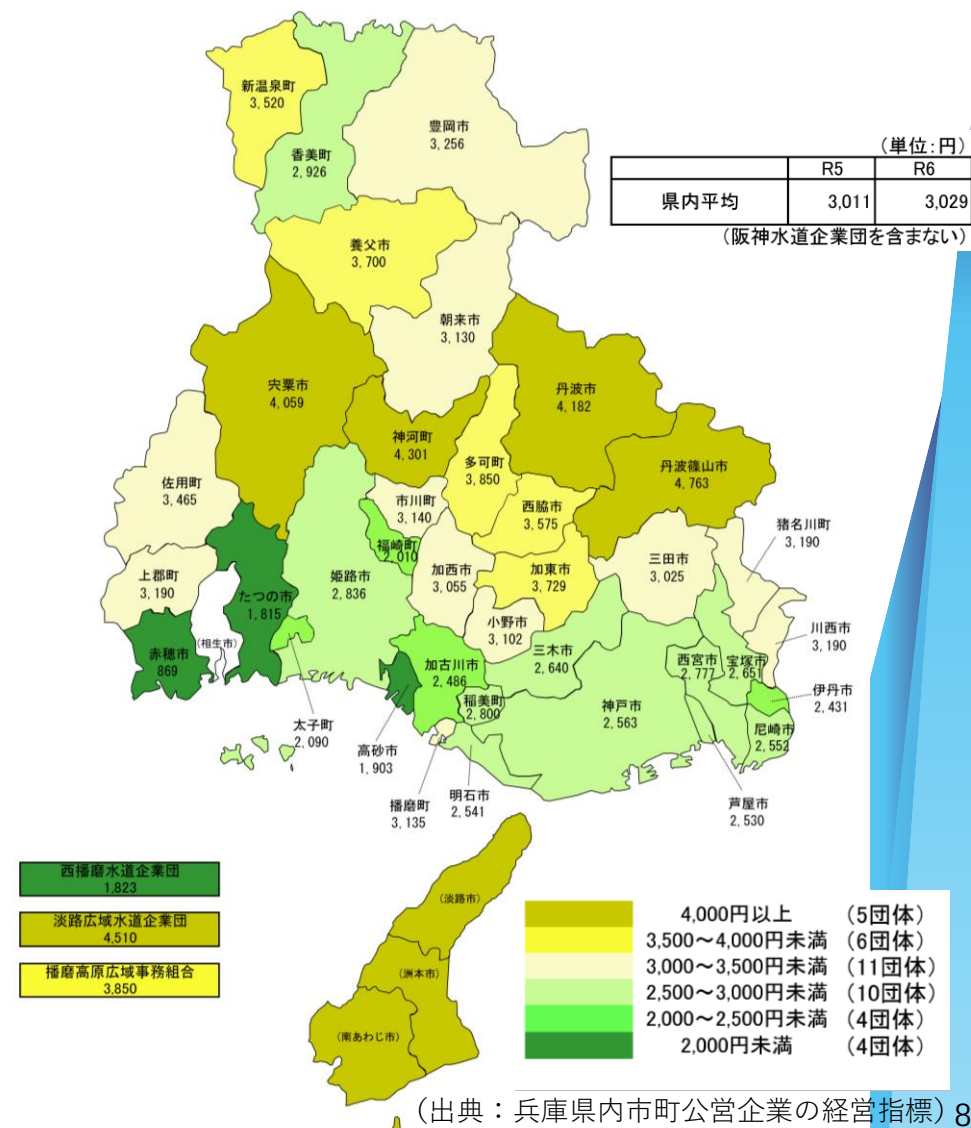 新温泉町
3,520
香美町
2,926
豊岡市
3,256
(単位:円)
R5 R6
県内平均 3,011 3,029
(阪神水道企業団を含まない)
養父市
3,700
朝来市
3,130
宍粟市
4,059
丹波市
4,182
神河町
4,301
多可町
3,850
丹波篠山市
4,763
佐用町
3,465
市川町
3,140
西脇市
3,575
猪名川町
3,190
福崎町
2,010
加西市
3,055
加東市
3,729
三田市
3,025
上郡町
3,190
姫路市
2,836
たつの市
1,815
小野市
3,102
川西市
3,190
(相生市)
赤穂市
869
三木市
2,640
加古川市
2,486
西宮市
2,777
宝塚市
2,651
稲美町
2,800
神戸市
2,563
伊丹市
2,431
太子町
2,090
尼崎市
2,552
高砂市
1,903
播磨町
3,135
明石市
2,541
芦屋市
2,530
西播磨水道企業団
1,823
淡路広域水道企業団
4,510
播磨高原広域事務組合
3,850
(淡路市)
(洲本市)
(南あわじ市)
4,000円以上 (5団体)
3,500~4,000円未満 (6団体)
3,000~3,500円未満 (11団体)
2,500~3,000円未満 (10団体)
2,000~2,500円未満 (4団体)
2,000円未満 (4団体)
(出典:兵庫県内市町公営企業の経営指標) 8